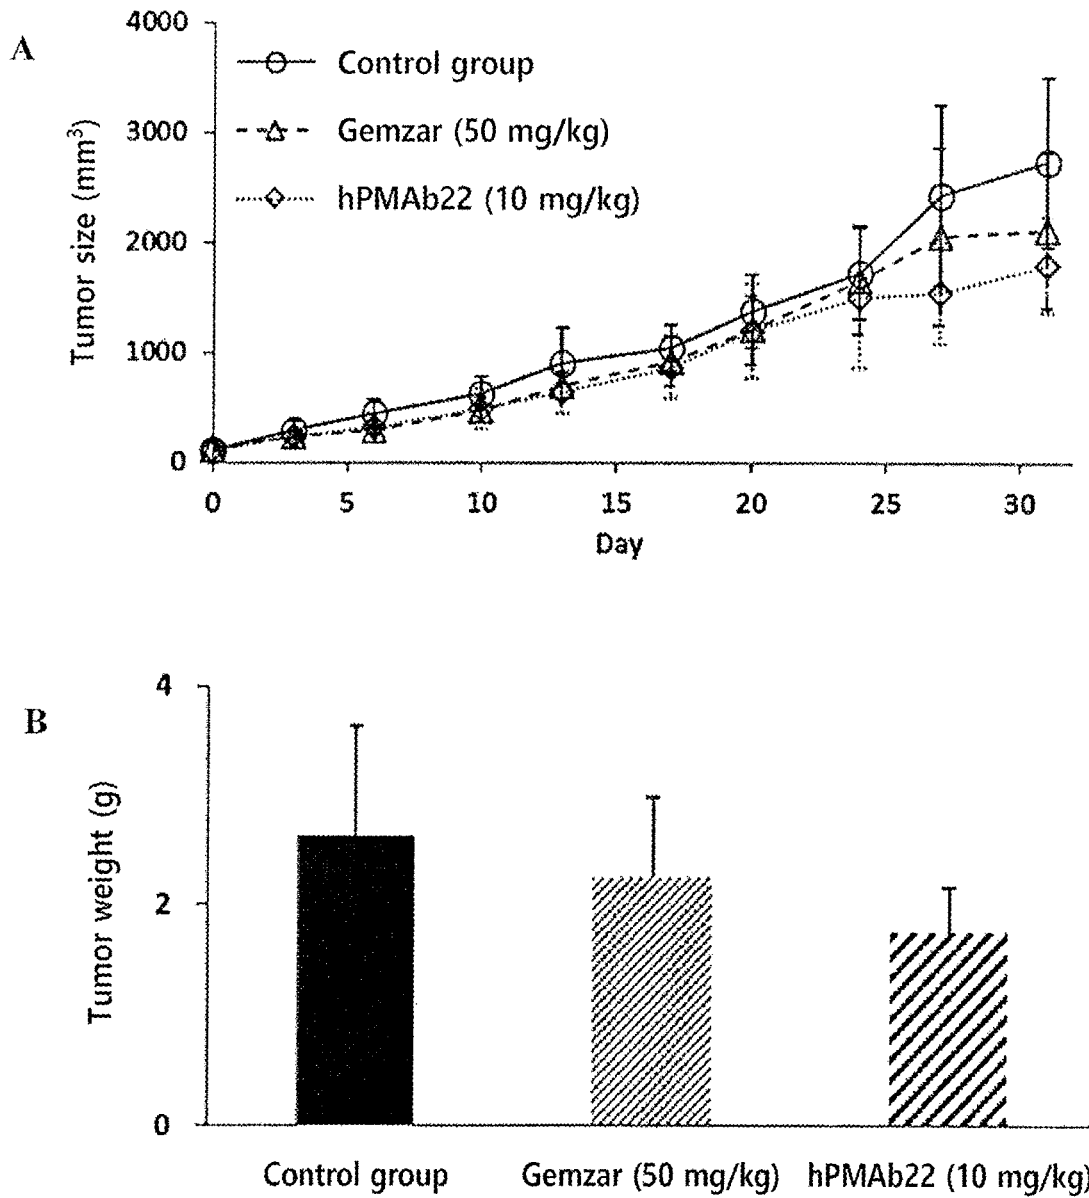 A
Tumor size (mm³)
4000
3000
2000
1000
0
Control group
Gemzar (50 mg/kg)
hPMAb22 (10 mg/kg)
0 5 10 15 20 25 30
Day
B
Tumor weight (g)
4
2
0
Control group Gemzar (50 mg/kg) hPMAb22 (10 mg/kg)